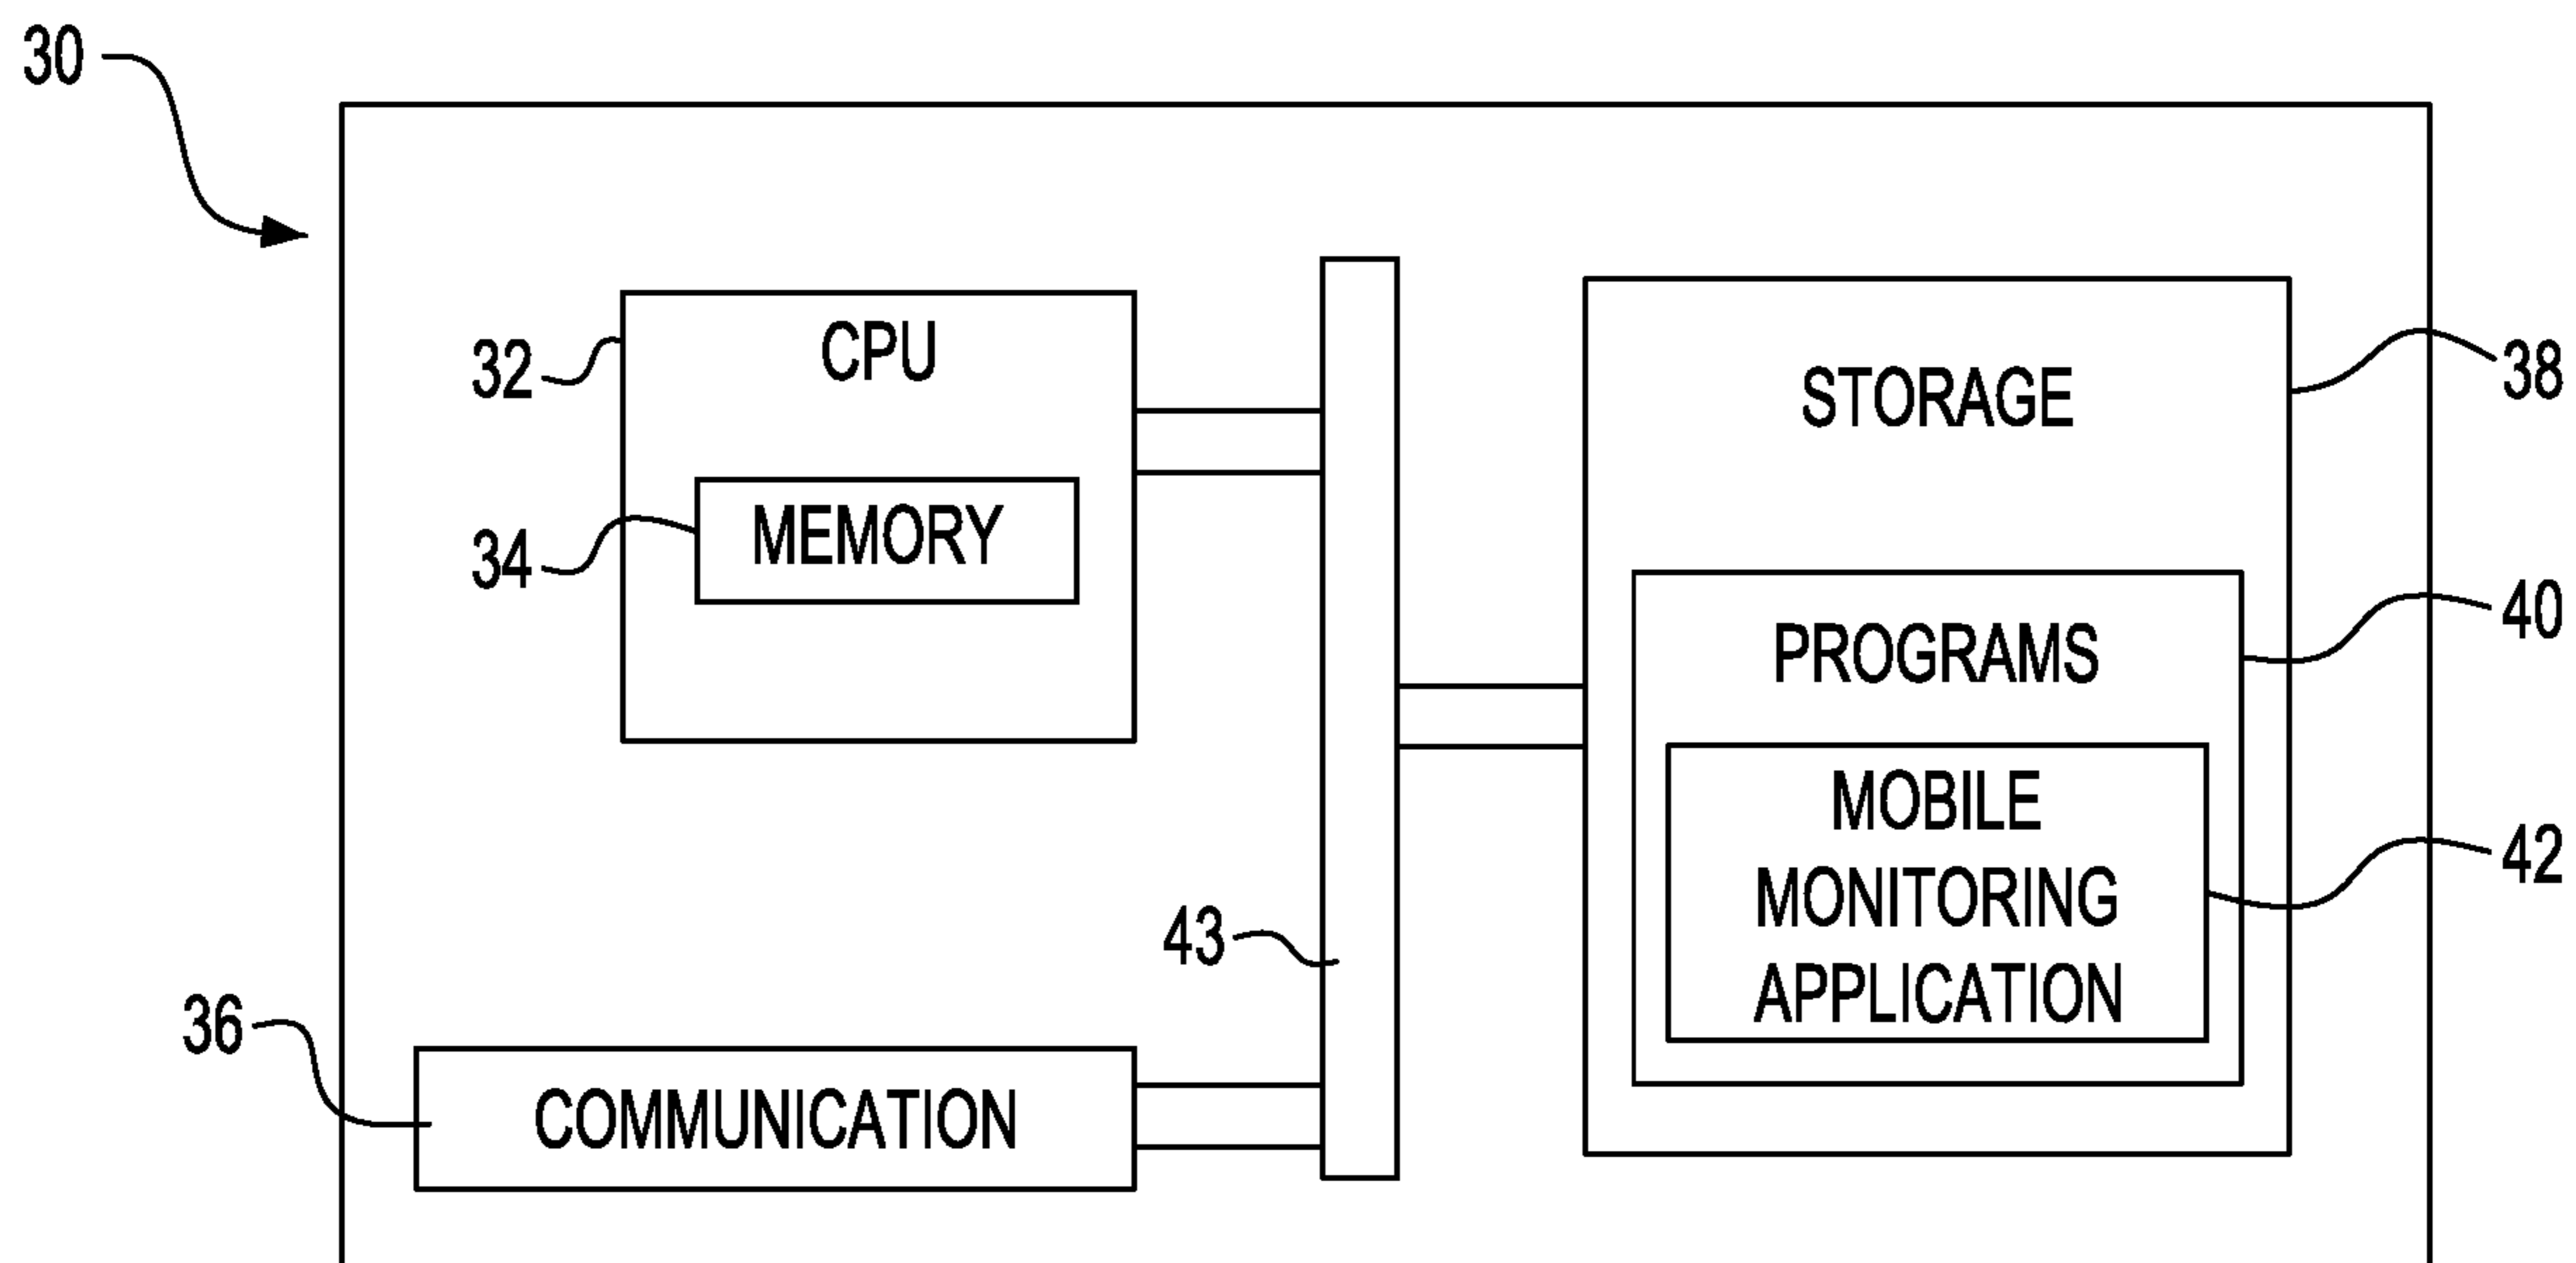 30
32
CPU
STORAGE
38
34
MEMORY
40
PROGRAMS
MOBILE
MONITORING
APPLICATION
42
43
36
COMMUNICATION